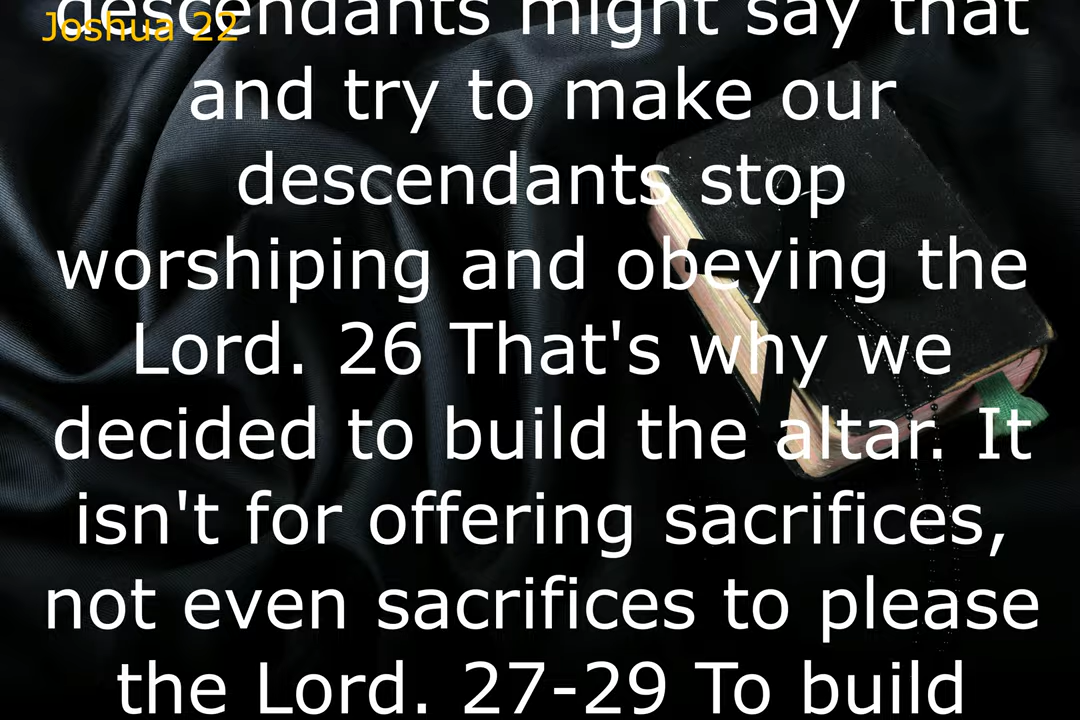 Joshua 22
descendants might say that
and try to make our
descendants stop
worshiping and obeying the
Lord. 26 That's why we
decided to build the altar. It
isn't for offering sacrifices,
not even sacrifices to please
the Lord. 27-29 To build